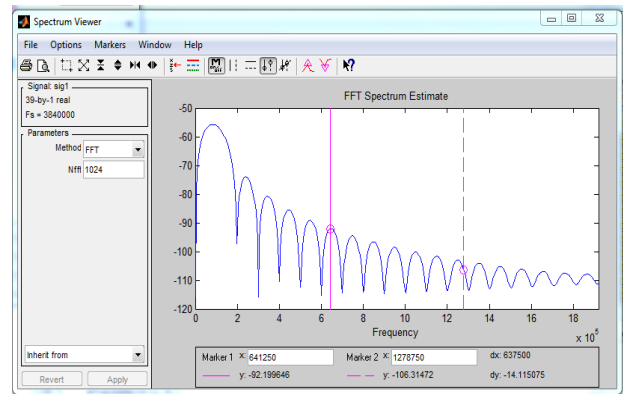 Spectrum Viewer
File Options Markers Window Help
Signal: sig1
39-by-1 real
Fs = 3840000
Parameters
Method FFT
Nfft 1024
Inherit from
Revert Apply
FFT Spectrum Estimate
-50
-60
-70
-80
-90
-100
-110
-120
0 2 4 6 8 10 12 14 16 18
Frequency
x 10^5
Marker 1 x: 641250 Marker 2 x: 1278750 dx: 637500
y: -92.199646 y: -106.31472 dy: -14.115075